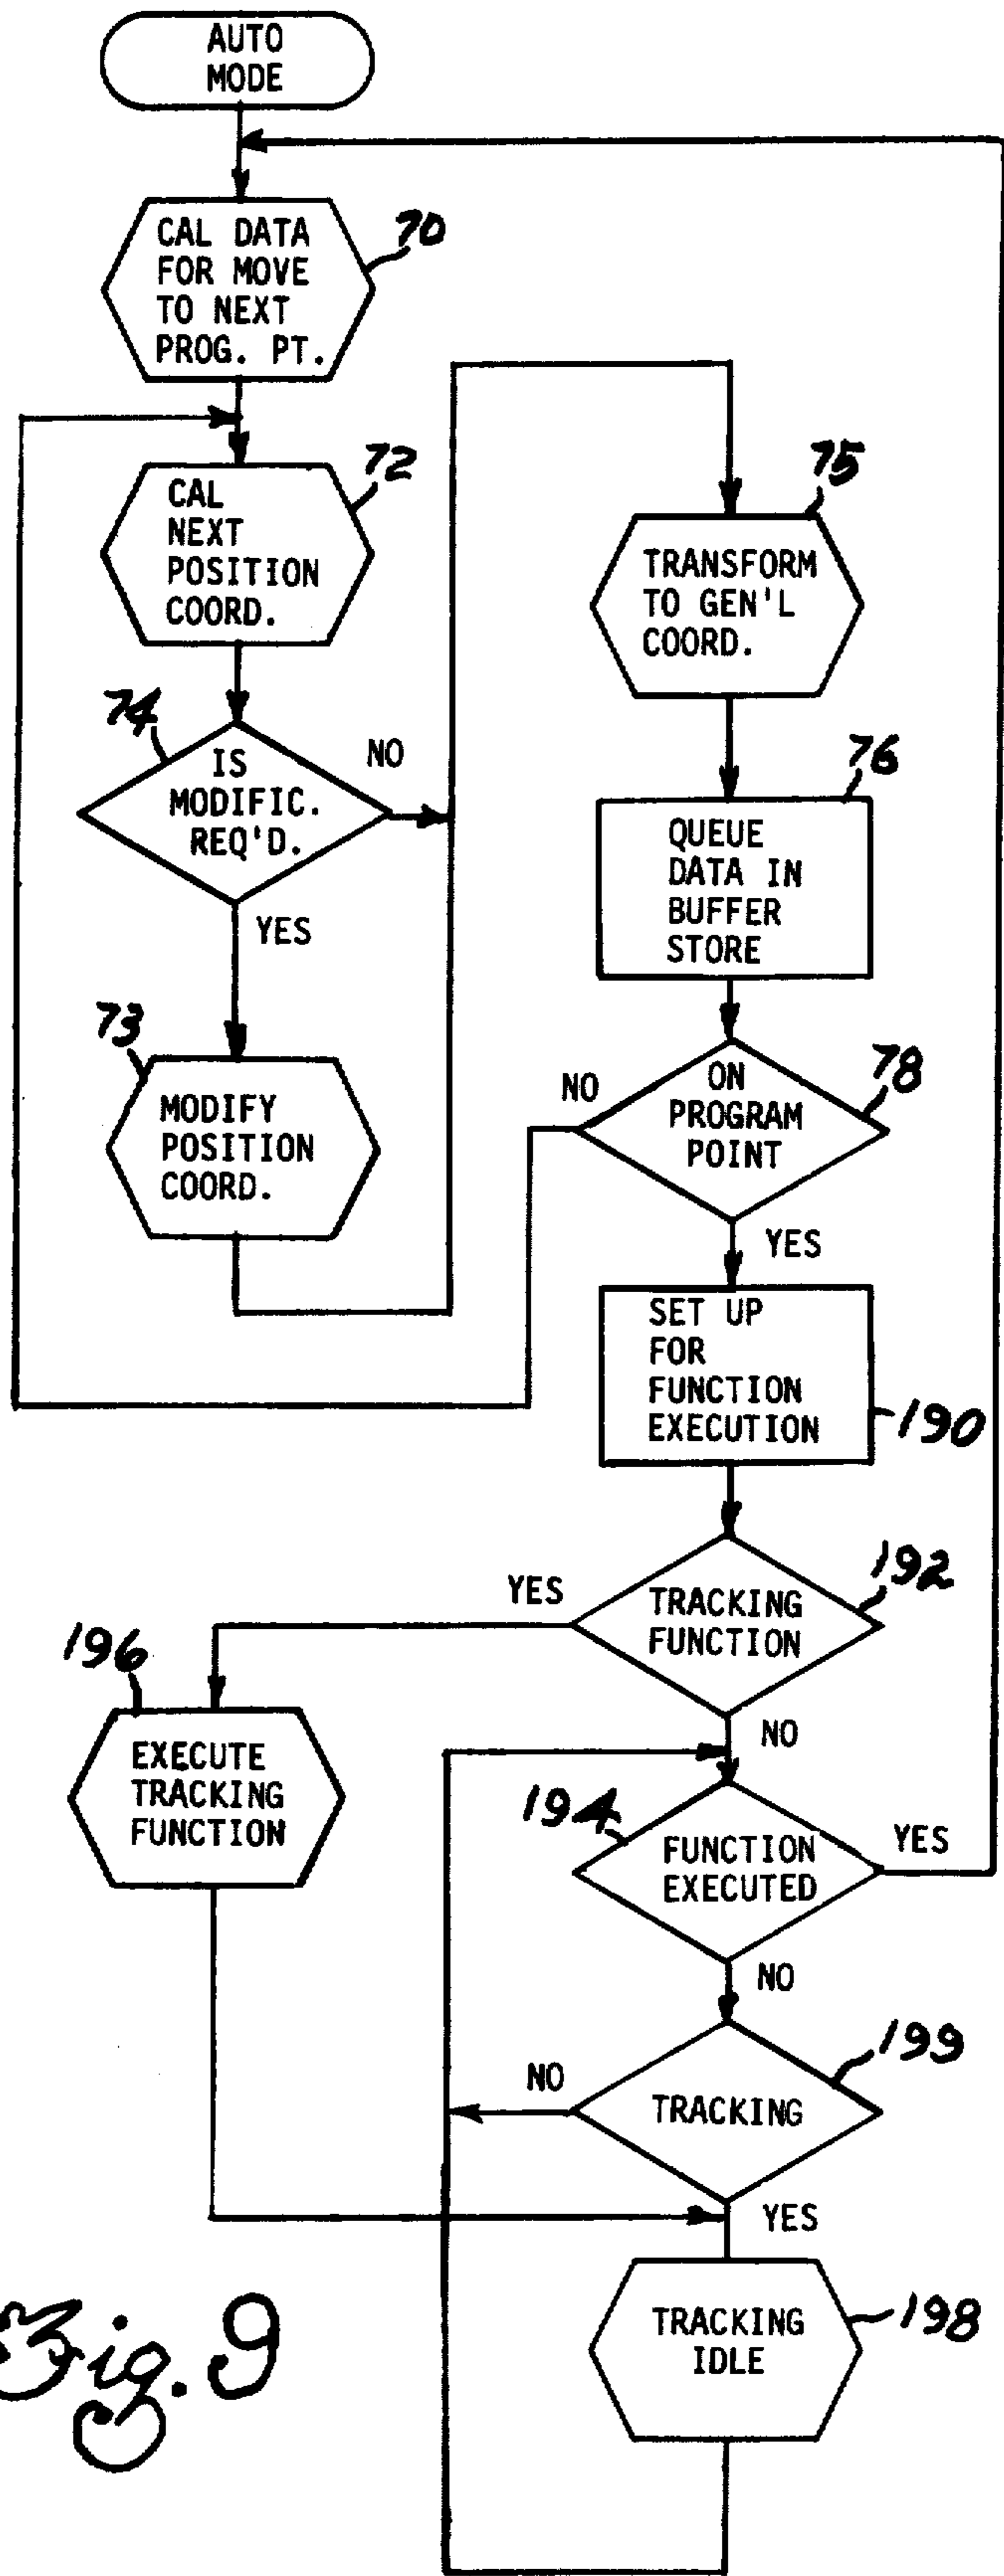 AUTO
MODE
CAL DATA
FOR MOVE
TO NEXT
PROG. PT.
70
CAL
NEXT
POSITION
COORD.
72
74
IS
MODIFIC.
REQ'D.
NO
YES
73
MODIFY
POSITION
COORD.
75
TRANSFORM
TO GEN'L
COORD.
76
QUEUE
DATA IN
BUFFER
STORE
NO
ON
PROGRAM
POINT
78
YES
SET UP
FOR
FUNCTION
EXECUTION
190
YES
TRACKING
FUNCTION
192
NO
196
EXECUTE
TRACKING
FUNCTION
194
FUNCTION
EXECUTED
YES
NO
NO
TRACKING
199
YES
TRACKING
IDLE
198
Fig. 9